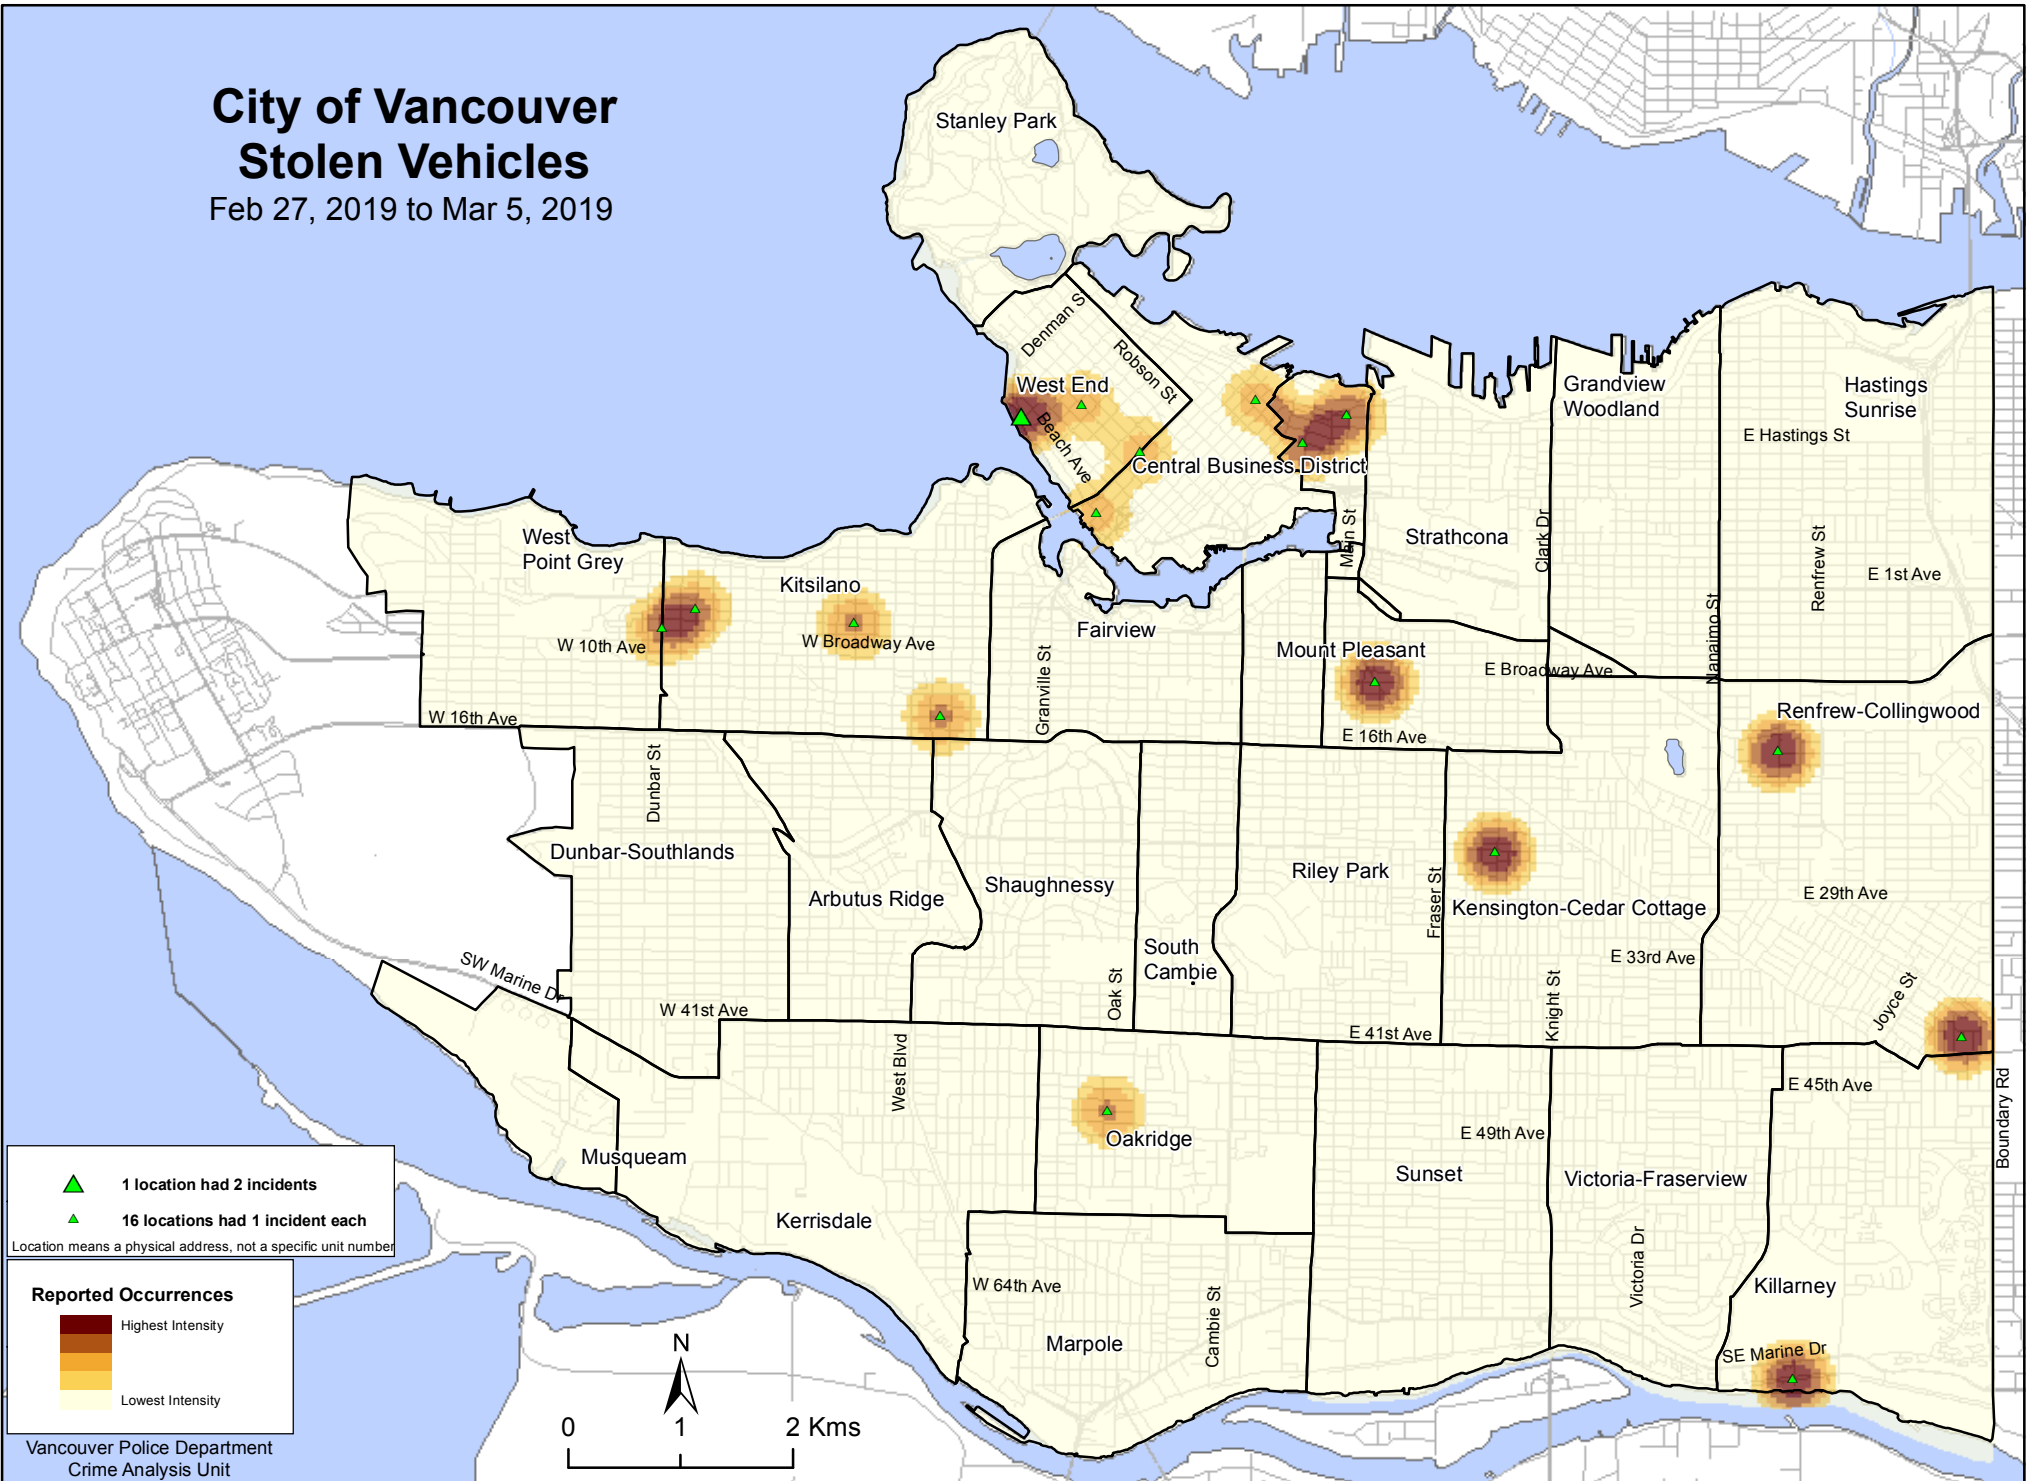 City of Vancouver
Stolen Vehicles
Feb 27, 2019 to Mar 5, 2019
Stanley Park
Denman S
Robson St
West End
Beach Ave
Central Business District
Grandview
Woodland
Hastings
Sunrise
E Hastings St
West
Point Grey
Kitsilano
W 10th Ave
W Broadway Ave
Fairview
Mount Pleasant
Main St
Strathcona
Clark Dr
Renfrew St
E 1st Ave
Nanaimo St
E Broadway Ave
W 16th Ave
Granville St
E 16th Ave
Renfrew-Collingwood
Dunbar St
Dunbar-Southlands
Arbutus Ridge
Shaughnessy
Riley Park
Fraser St
Kensington-Cedar Cottage
E 29th Ave
South
Cambie
E 33rd Ave
SW Marine Dr
W 41st Ave
Oak St
Knight St
Joyce St
E 41st Ave
West Blvd
E 45th Ave
Boundary Rd
Oakridge
E 49th Ave
Musqueam
Sunset
Victoria-Fraserview
Kerrisdale
Victoria Dr
W 64th Ave
Cambie St
Killarney
Marpole
SE Marine Dr
1 location had 2 incidents
16 locations had 1 incident each
Location means a physical address, not a specific unit number
Reported Occurrences
Highest Intensity
Lowest Intensity
N
0 1 2 Kms
Vancouver Police Department
Crime Analysis Unit